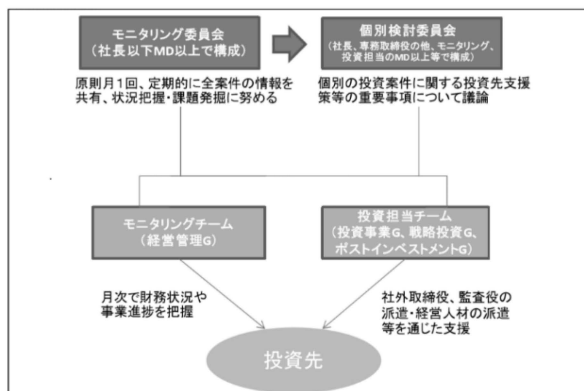 モニタリング委員会
(社長以下MD以上で構成)
個別検討委員会
(社長、専務取締役の他、モニタリング、
投資担当のMD以上等で構成)
原則月1回、定期的に全案件の情報を
共有、状況把握・課題発掘に努める
個別の投資案件に関する投資先支援
策等の重要事項について議論
モニタリングチーム
(経営管理G)
投資担当チーム
(投資事業G、戦略投資G、
ポストインベストメントG)
月次で財務状況や
事業進捗を把握
社外取締役、監査役の
派遣・経営人材の派遣
等を通じた支援
投資先